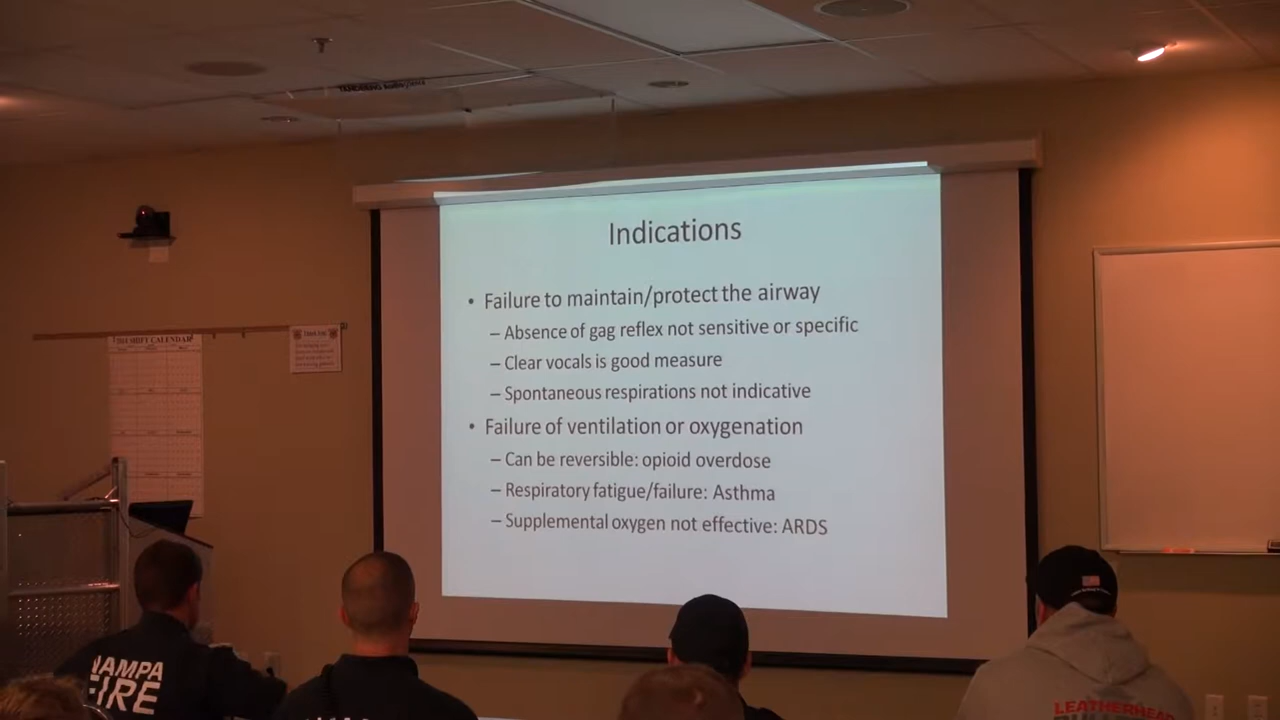 Indications
• Failure to maintain/protect the airway
– Absence of gag reflex not sensitive or specific
– Clear vocals is good measure
– Spontaneous respirations not indicative
• Failure of ventilation or oxygenation
– Can be reversible: opioid overdose
– Respiratory fatigue/failure: Asthma
– Supplemental oxygen not effective: ARDS
SHIFT CALENDAR
NAMPA
FIRE
LEATHERHEAD